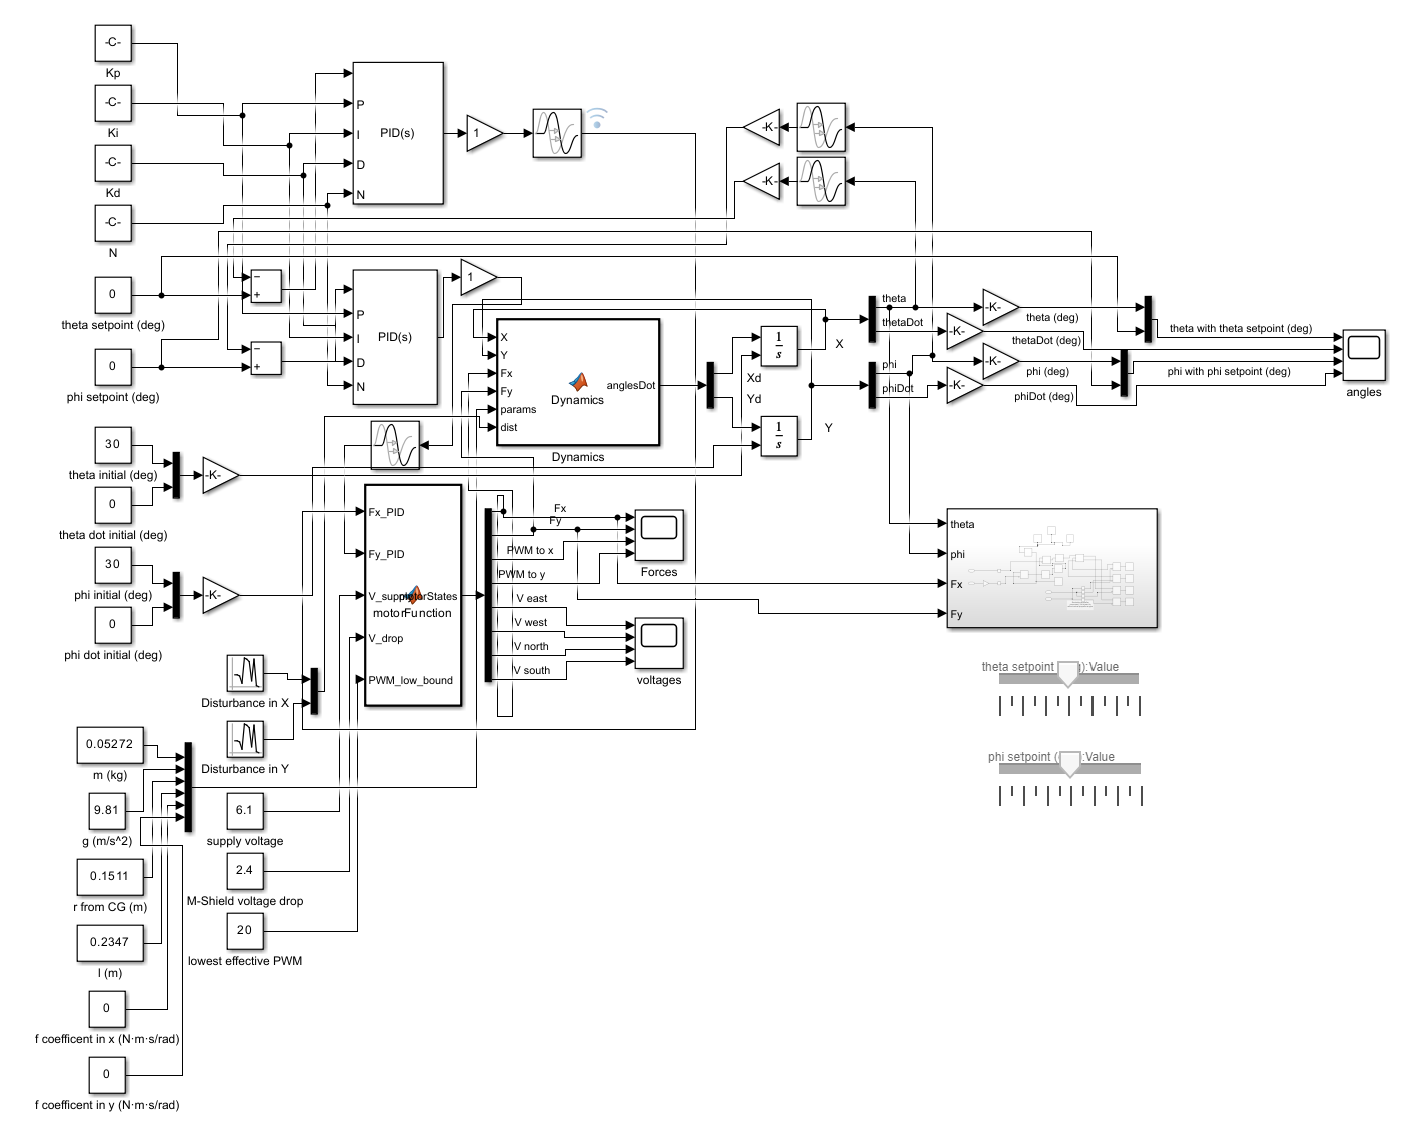 -C-
Kp
-C-
Ki
-C-
Kd
-C-
N
0
theta setpoint (deg)
0
phi setpoint (deg)
30
theta initial (deg)
0
theta dot initial (deg)
30
phi initial (deg)
0
phi dot initial (deg)
-K-
-K-
P
I
D
N
PID(s)
1
-K-
-K-
−
+
−
+
P
I
D
N
PID(s)
1
X
Y
Fx
Fy
params
dist
Dynamics
anglesDot
Dynamics
Xd
Yd
1
s
1
s
X
Y
theta
thetaDot
phi
phiDot
-K-
theta (deg)
-K-
thetaDot (deg)
-K-
phi (deg)
-K-
phiDot (deg)
theta with theta setpoint (deg)
phi with phi setpoint (deg)
angles
Fx_PID
Fy_PID
V_supply
V_drop
PWM_low_bound
motorStates
motorFunction
Fx
Fy
PWM to x
PWM to y
V east
V west
V north
V south
Forces
voltages
theta
phi
Fx
Fy
theta setpoint
):Value
phi setpoint (
):Value
Disturbance in X
Disturbance in Y
0.05272
m (kg)
9.81
g (m/s^2)
0.1511
r from CG (m)
0.2347
l (m)
0
f coefficent in x (N·m·s/rad)
0
f coefficent in y (N·m·s/rad)
6.1
supply voltage
2.4
M-Shield voltage drop
20
lowest effective PWM